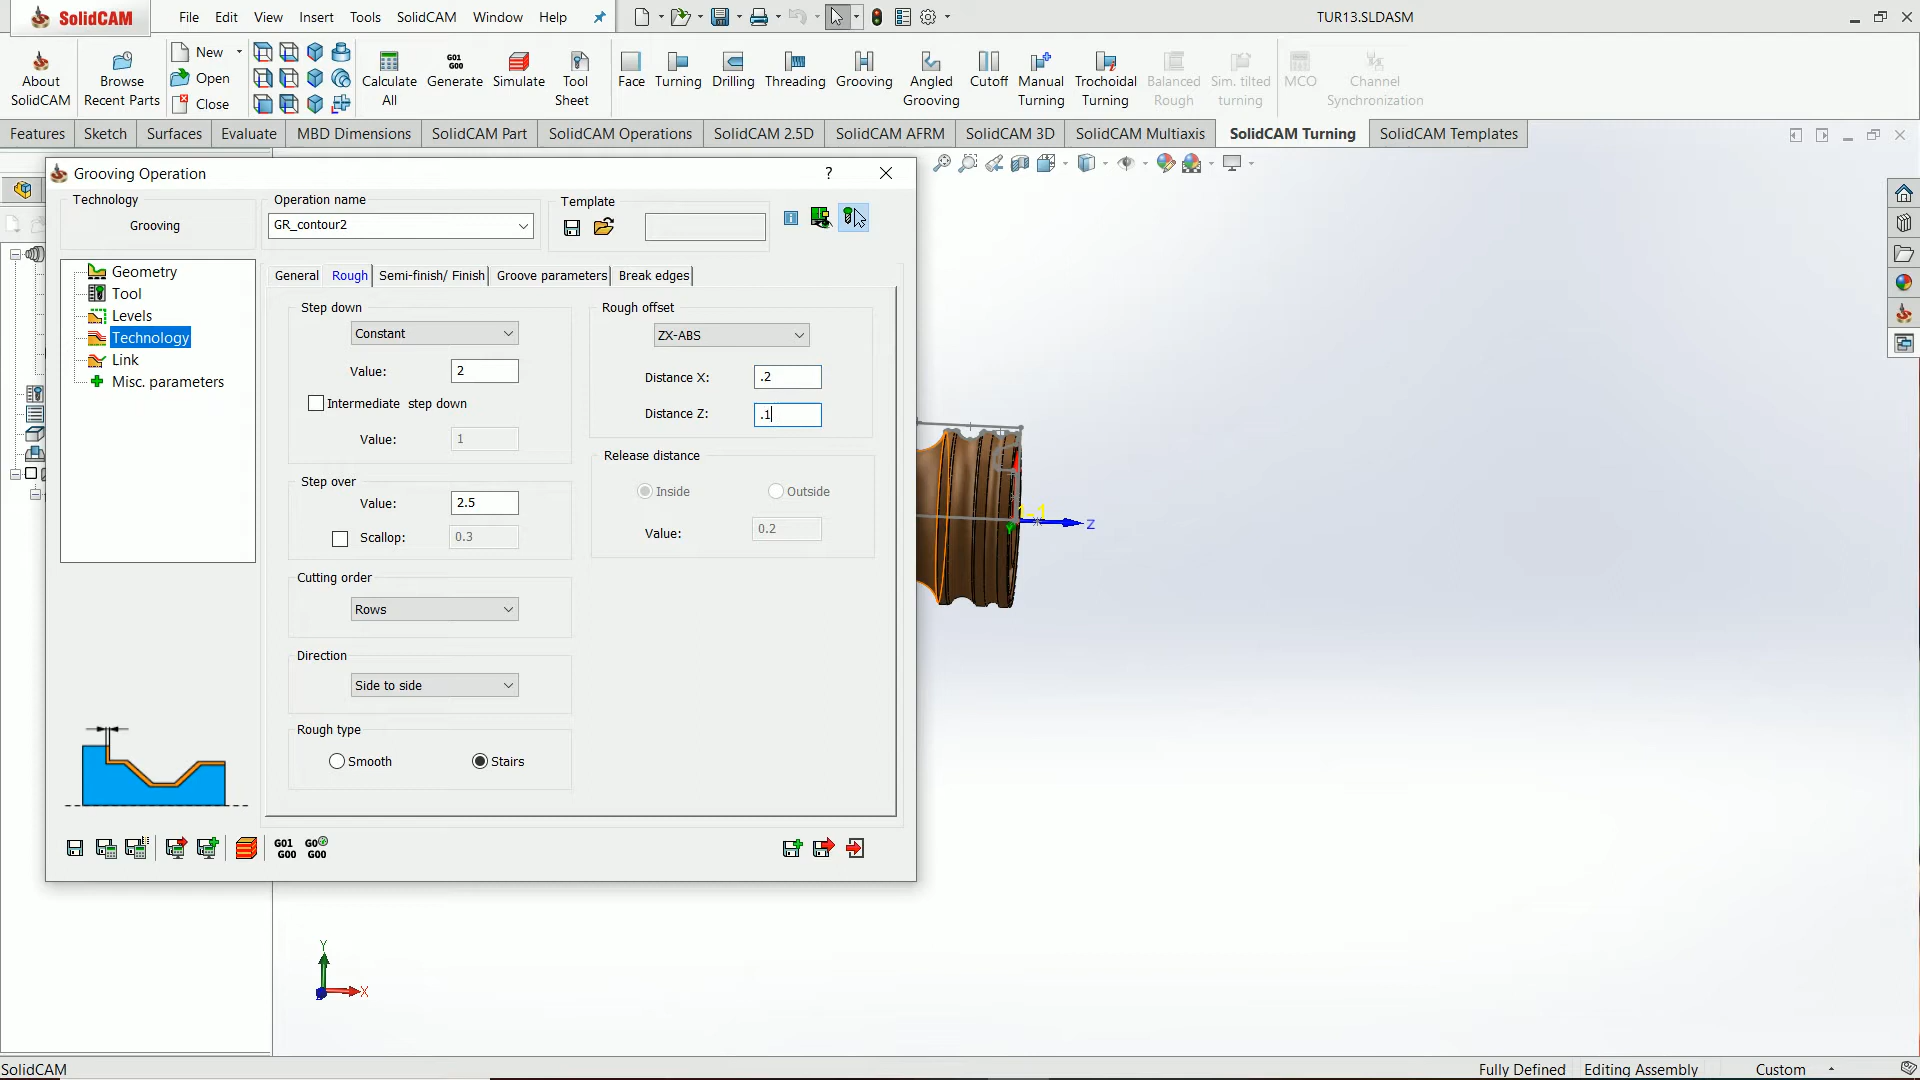 SolidCAM File Edit View Insert Tools SolidCAM Window Help TUR13.SLDASM
About SolidCAM
Browse Recent Parts
New
Open
Close
Calculate All
G01 G00 Generate
Simulate
Tool Sheet
Face
Turning
Drilling
Threading
Grooving
Angled Grooving
Cutoff
Manual Turning
Trochoidal Turning
Balanced Rough
Sim. tilted turning
MCO
Channel Synchronization
Features Sketch Surfaces Evaluate MBD Dimensions SolidCAM Part SolidCAM Operations SolidCAM 2.5D SolidCAM AFRM SolidCAM 3D SolidCAM Multiaxis SolidCAM Turning SolidCAM Templates
Grooving Operation ?
Technology
Grooving
Operation name
GR_contour2
Template
Geometry
Tool
Levels
Technology
Link
Misc. parameters
General Rough Semi-finish/ Finish Groove parameters Break edges
Step down
Constant
Value: 2
Intermediate step down
Value: 1
Step over
Value: 2.5
Scallop: 0.3
Cutting order
Rows
Direction
Side to side
Rough type
Smooth Stairs
Rough offset
ZX-ABS
Distance X: .2
Distance Z: .1
Release distance
Inside Outside
Value: 0.2
G01 G00
1-1
Y
Z
Y
X
SolidCAM Fully Defined Editing Assembly Custom